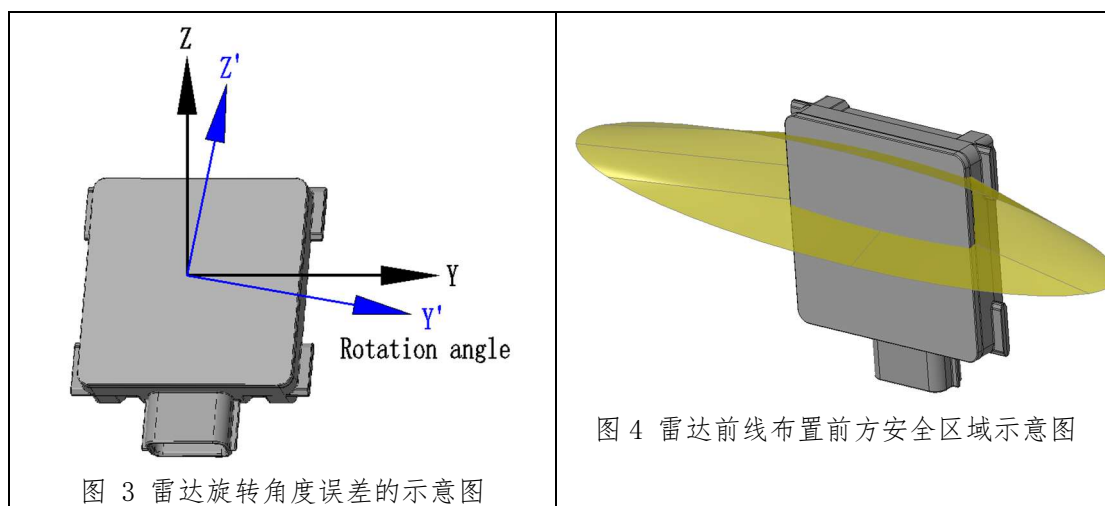 Z
Z'
Y
Y'
Rotation angle
图 3 雷达旋转角度误差的示意图
图 4 雷达前线布置前方安全区域示意图